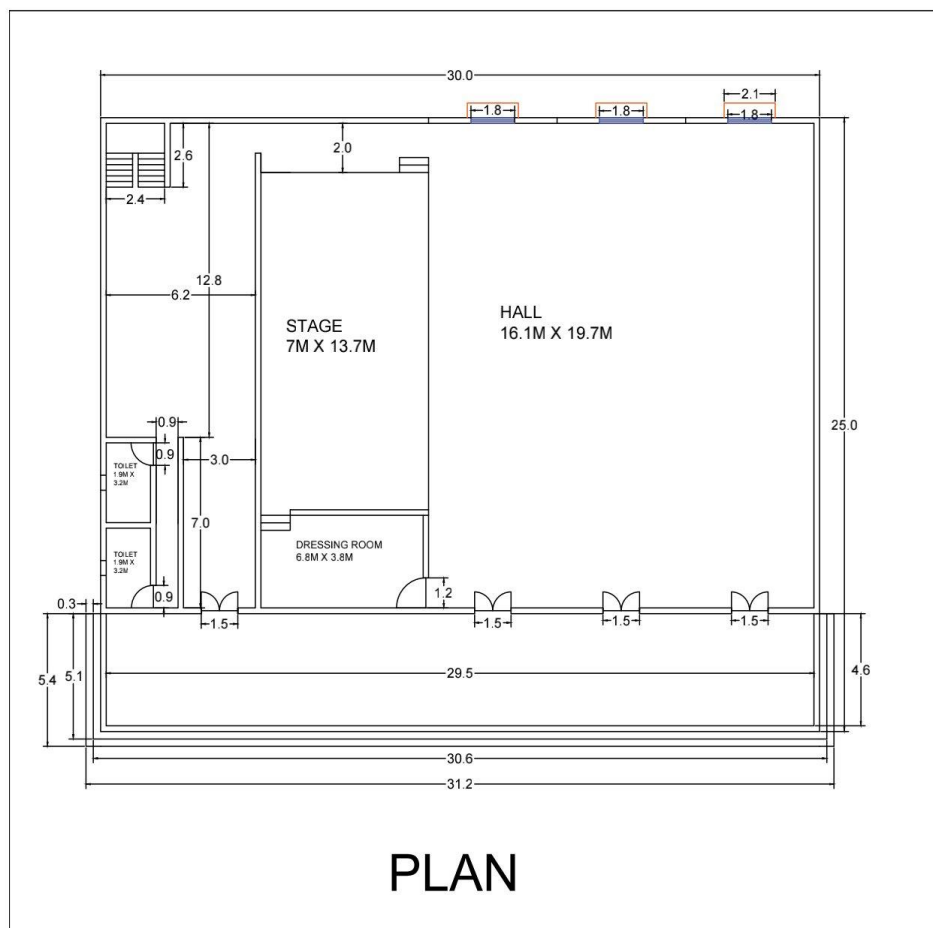 30.0
2.1
1.8
1.8
1.8
2.6
2.0
2.4
12.8
6.2
STAGE
7M X 13.7M
HALL
16.1M X 19.7M
25.0
0.9
0.9
3.0
TOILET
1.9M X
3.2M
7.0
DRESSING ROOM
6.8M X 3.8M
TOILET
1.9M X
3.2M
0.9
1.2
0.3
1.5
1.5
1.5
1.5
5.4
5.1
29.5
4.6
30.6
31.2
PLAN